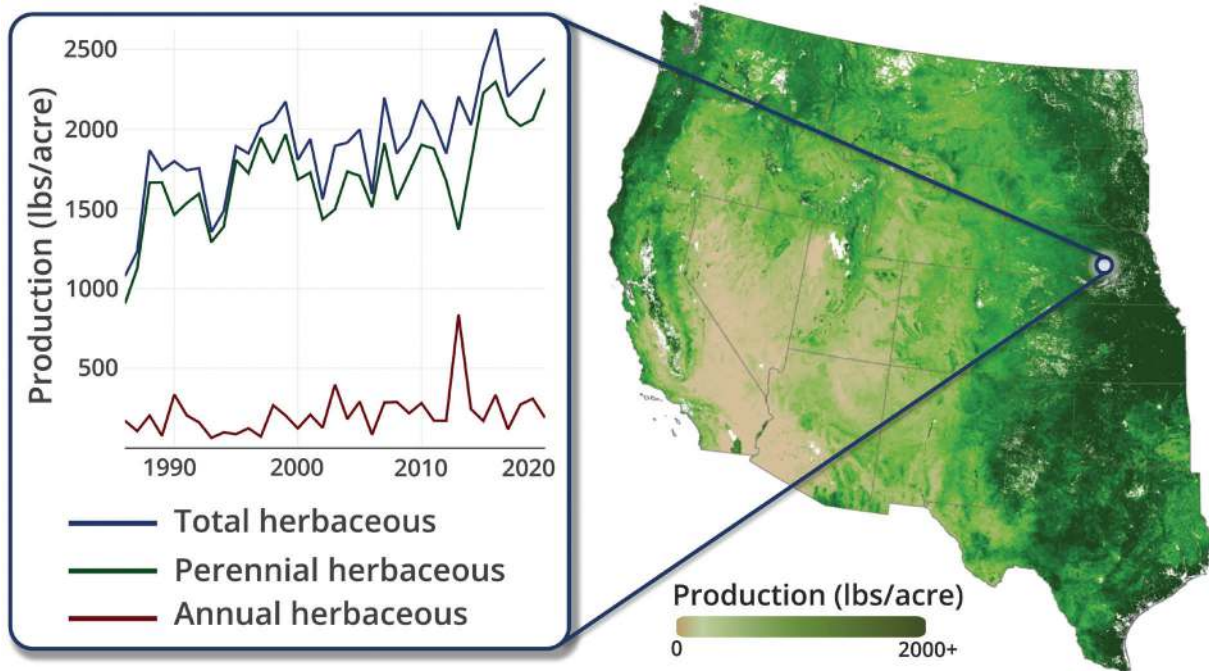 Production (lbs/acre)
2500
2000
1500
1000
500
1990
2000
2010
2020
Total herbaceous
Perennial herbaceous
Annual herbaceous
Production (lbs/acre)
0
2000+